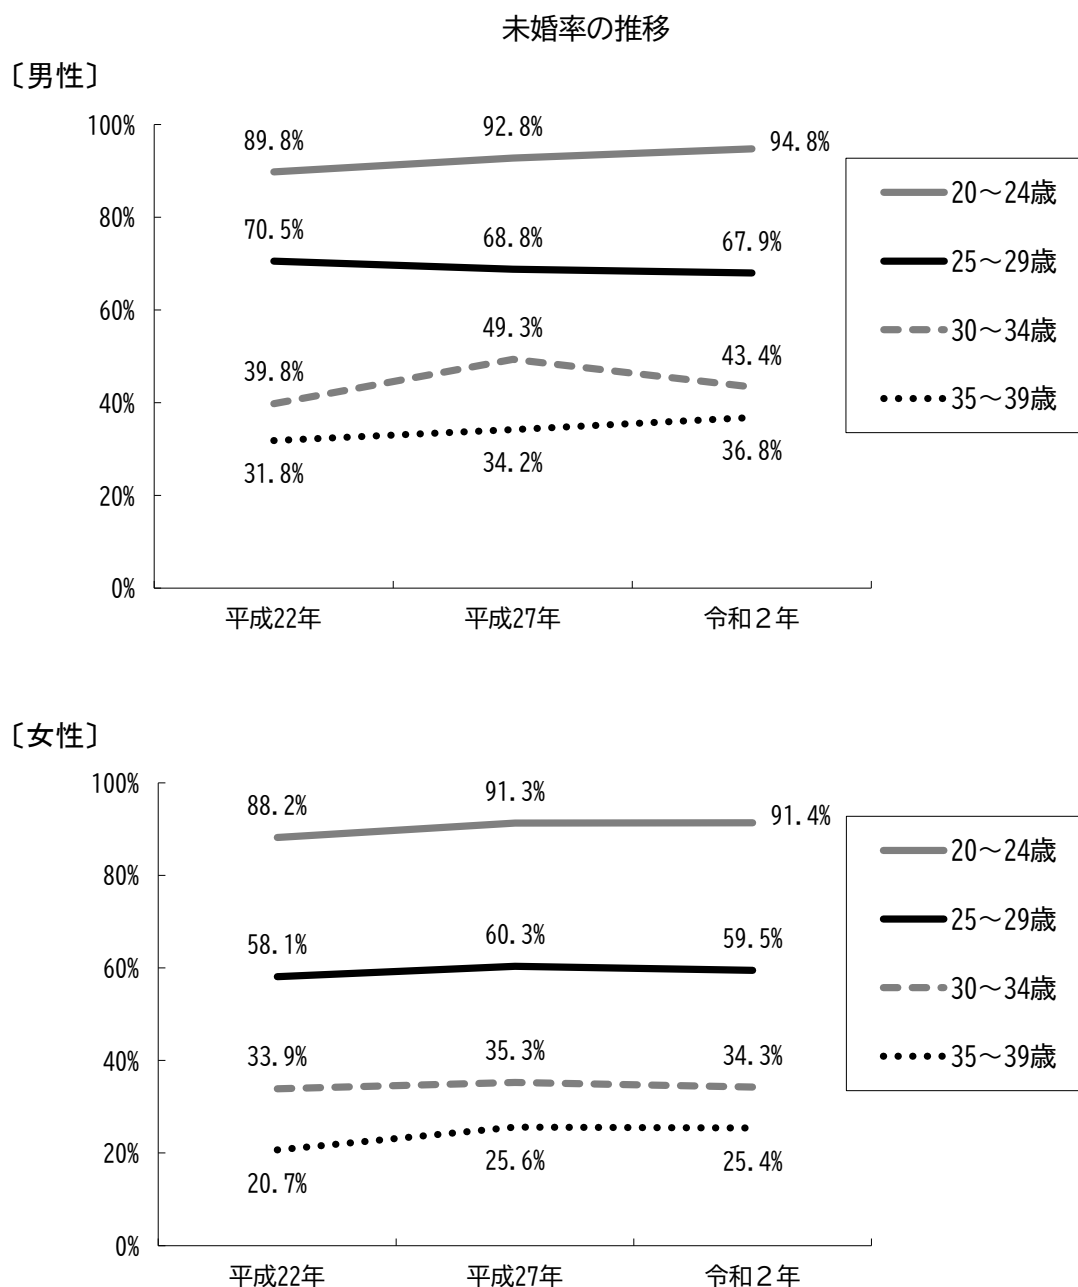 未婚率の推移
〔男性〕
100%
80%
60%
40%
20%
0%
89.8%
92.8%
94.8%
70.5%
68.8%
67.9%
39.8%
49.3%
43.4%
31.8%
34.2%
36.8%
平成22年
平成27年
令和２年
20～24歳
25～29歳
30～34歳
35～39歳
〔女性〕
100%
80%
60%
40%
20%
0%
88.2%
91.3%
91.4%
58.1%
60.3%
59.5%
33.9%
35.3%
34.3%
20.7%
25.6%
25.4%
平成22年
平成27年
令和２年
20～24歳
25～29歳
30～34歳
35～39歳